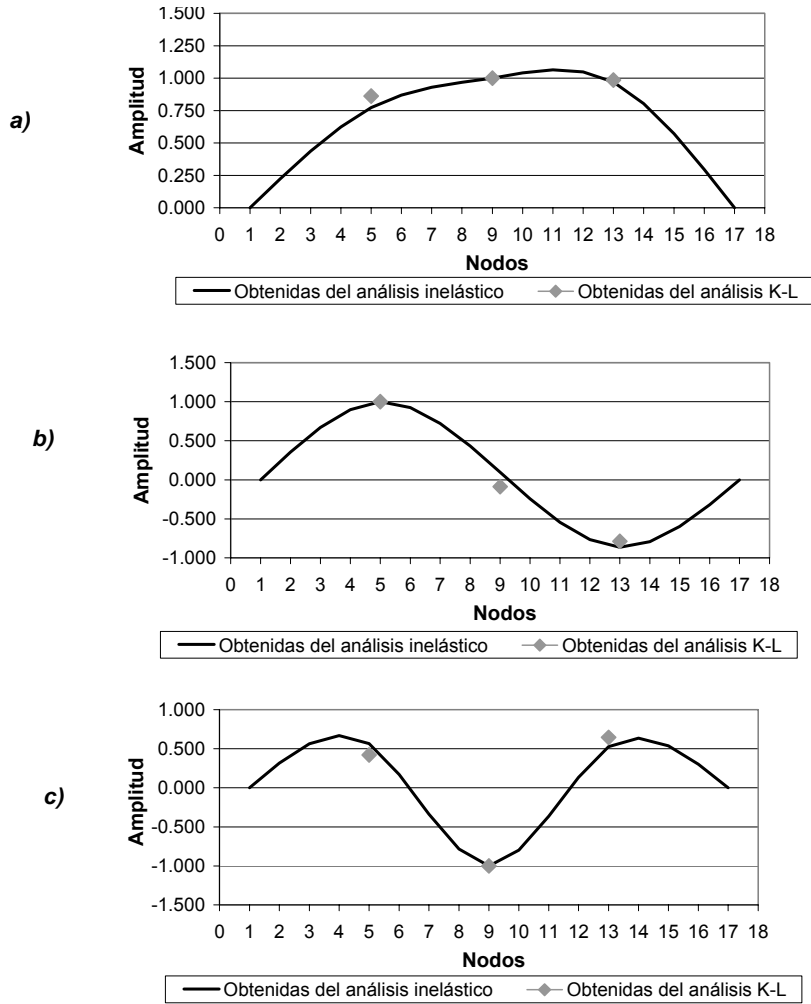 a)
Amplitud
1.500
1.250
1.000
0.750
0.500
0.250
0.000
0 1 2 3 4 5 6 7 8 9 10 11 12 13 14 15 16 17 18
Nodos
Obtenidas del análisis inelástico Obtenidas del análisis K-L
b)
Amplitud
1.500
1.000
0.500
0.000
-0.500
-1.000
0 1 2 3 4 5 6 7 8 9 10 11 12 13 14 15 16 17 18
Nodos
Obtenidas del análisis inelástico Obtenidas del análisis K-L
c)
Amplitud
1.000
0.500
0.000
-0.500
-1.000
-1.500
0 1 2 3 4 5 6 7 8 9 10 11 12 13 14 15 16 17 18
Nodos
Obtenidas del análisis inelástico Obtenidas del análisis K-L